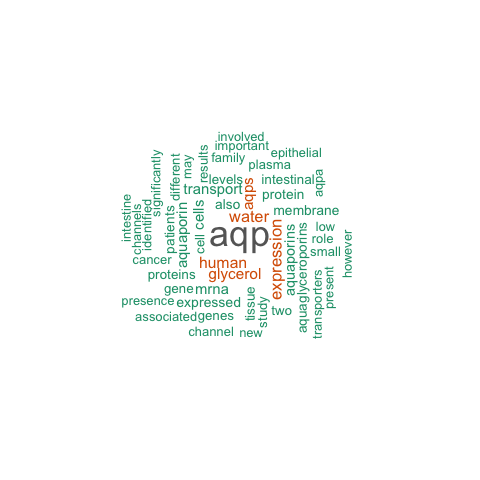 involved
important
results
family
epithelial
significantly
different
may
plasma
levels
intestinal
aqpa
transport
aqps
protein
also
intestine
channels
identified
patients
aquaporin
cells
water
membrane
aqp
cell
expression
aquaporins
aquaglyceroporins
low
role
small
however
cancer
human
proteins
glycerol
transporters
present
gene
mrna
presence
expressed
tissue
study
two
associated
genes
channel
new